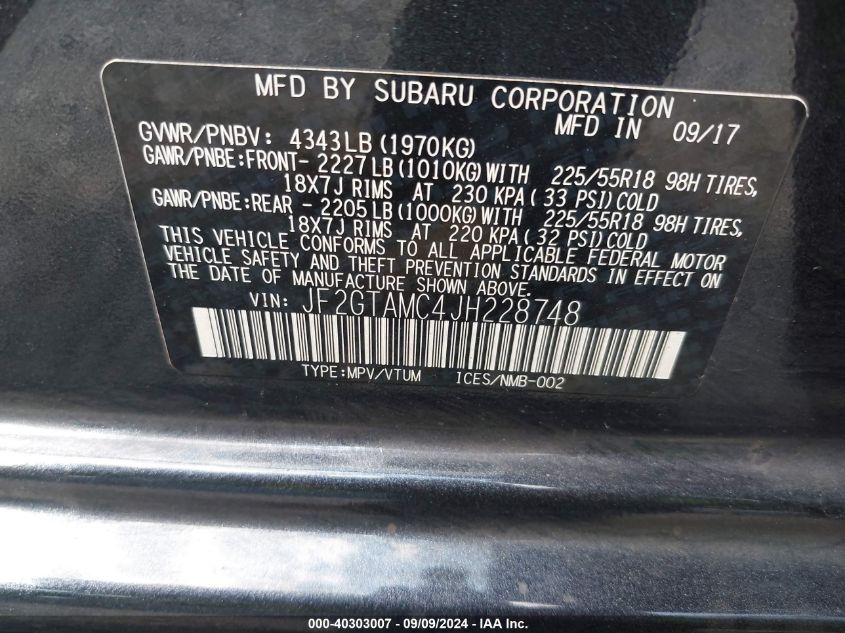 MFD BY SUBARU CORPORATION
MFD IN 09/17
GVWR/PNBV: 4343LB(1970KG)
GAWR/PNBE:FRONT- 2227LB(1010KG)WITH 225/55R18 98H TIRES,
18X7J RIMS AT 230 KPA( 33 PSI)COLD
GAWR/PNBE:REAR - 2205LB(1000KG)WITH 225/55R18 98H TIRES,
18X7J RIMS AT 220 KPA( 32 PSI)COLD
THIS VEHICLE CONFORMS TO ALL APPLICABLE FEDERAL MOTOR
VEHICLE SAFETY AND THEFT PREVENTION STANDARDS IN EFFECT ON
THE DATE OF MANUFACTURE SHOWN ABOVE.
VIN: JF2GTAMC4JH228748
TYPE:MPV/VTUM ICES/NMB-002
000-40303007 - 09/09/2024 - IAA Inc.